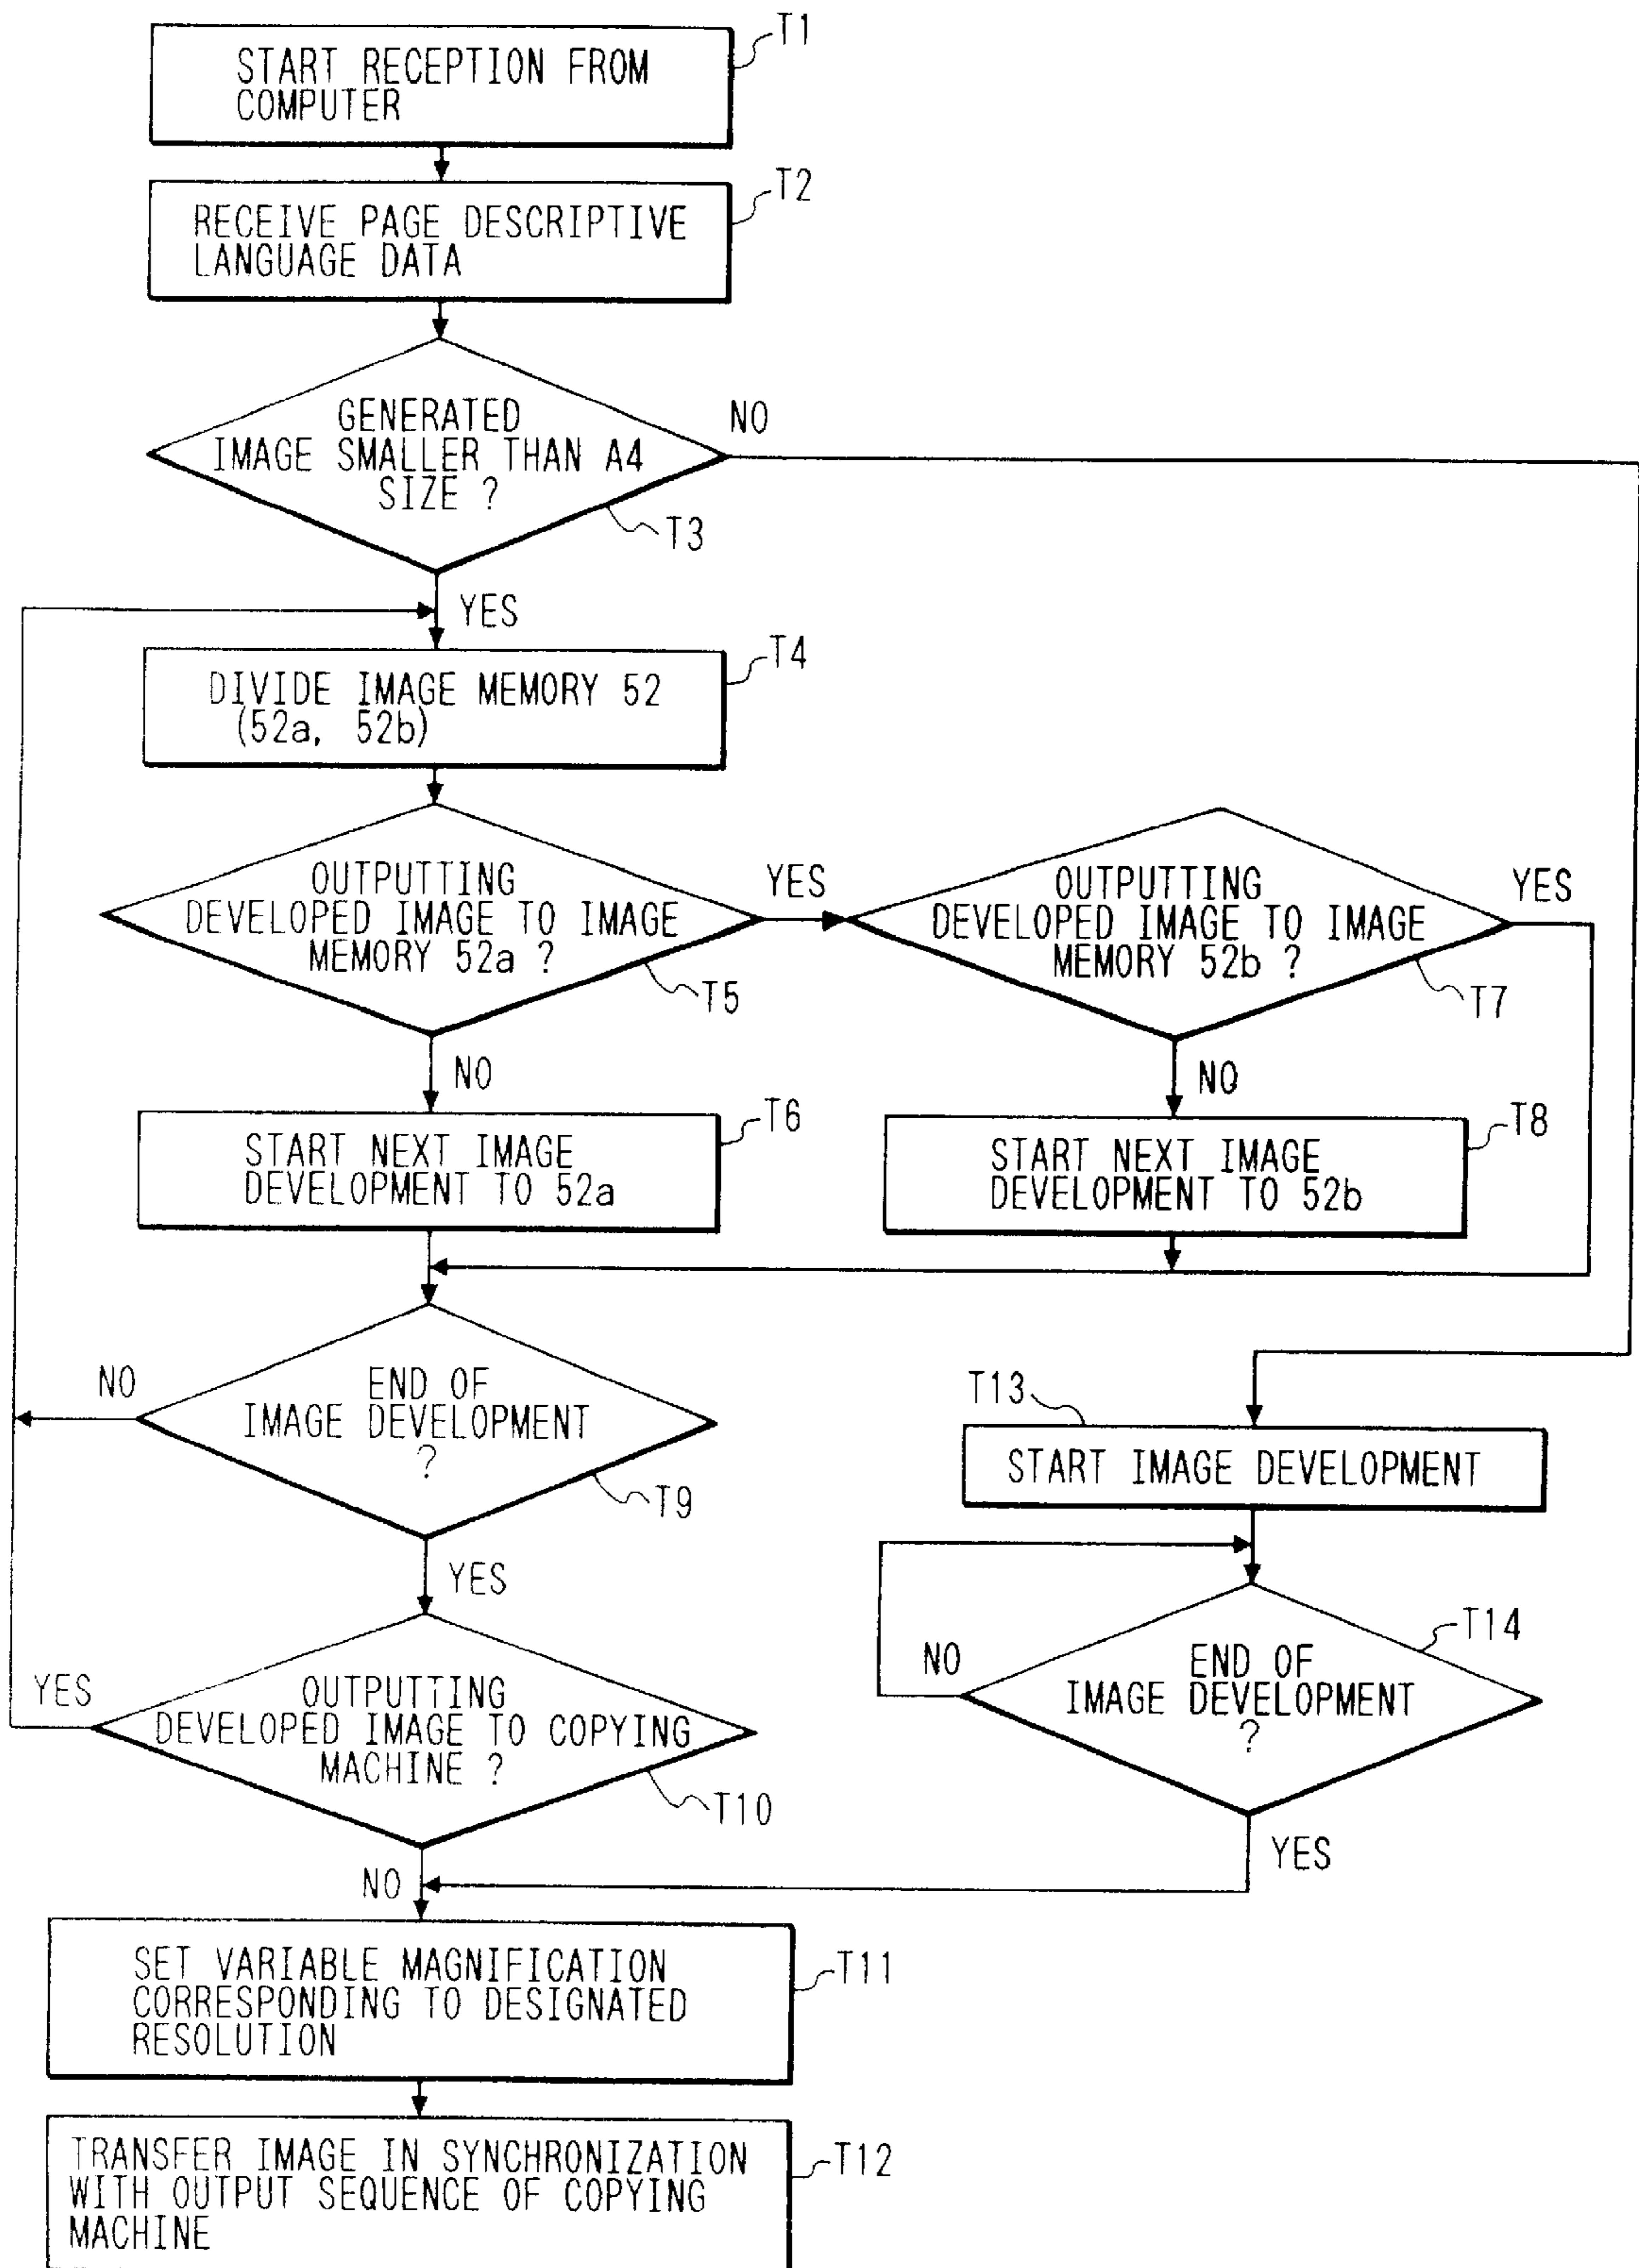 T1
START RECEPTION FROM
COMPUTER
T2
RECEIVE PAGE DESCRIPTIVE
LANGUAGE DATA
GENERATED
IMAGE SMALLER THAN A4
SIZE ?
NO
T3
YES
T4
DIVIDE IMAGE MEMORY 52
(52a, 52b)
OUTPUTTING
DEVELOPED IMAGE TO IMAGE
MEMORY 52a ?
YES
T5
OUTPUTTING
DEVELOPED IMAGE TO IMAGE
MEMORY 52b ?
YES
T7
NO
NO
T6
START NEXT IMAGE
DEVELOPMENT TO 52a
T8
START NEXT IMAGE
DEVELOPMENT TO 52b
NO
END OF
IMAGE DEVELOPMENT
?
T9
T13
START IMAGE DEVELOPMENT
YES
YES
OUTPUTTING
DEVELOPED IMAGE TO COPYING
MACHINE ?
T10
NO
END OF
IMAGE DEVELOPMENT
?
T14
YES
NO
SET VARIABLE MAGNIFICATION
CORRESPONDING TO DESIGNATED
RESOLUTION
T11
TRANSFER IMAGE IN SYNCHRONIZATION
WITH OUTPUT SEQUENCE OF COPYING
MACHINE
T12